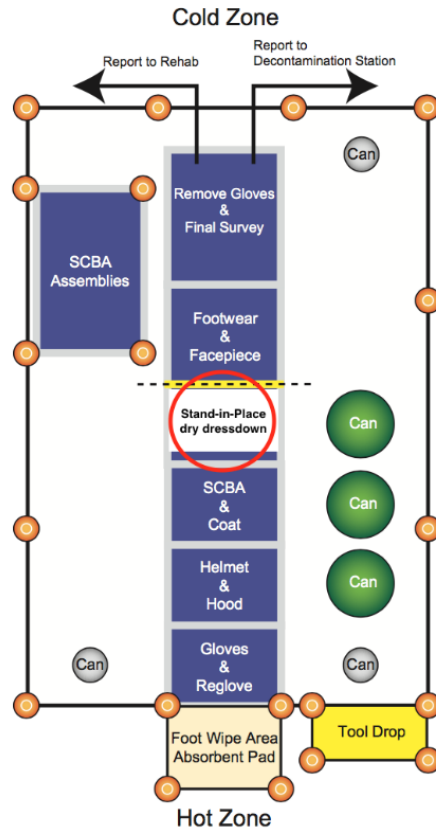 Cold Zone
Report to Rehab
Report to
Decontamination Station
Can
Remove Gloves
&
Final Survey
SCBA
Assemblies
Footwear
&
Facepiece
Stand-in-Place
dry dressdown
Can
SCBA
&
Coat
Can
Helmet
&
Hood
Can
Gloves
&
Reglove
Can
Can
Foot Wipe Area
Absorbent Pad
Tool Drop
Hot Zone